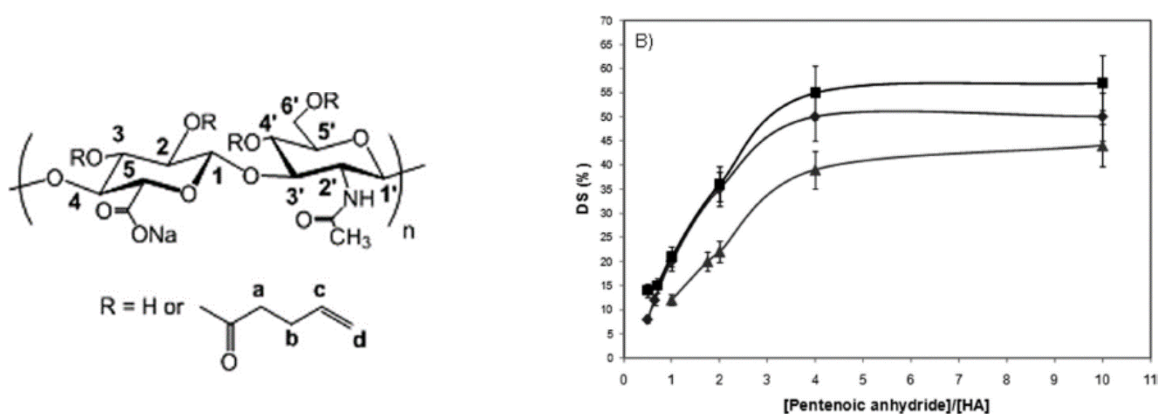 OR
6'
OR
4'
5'
3
2
RO
O
RO
5
1
O
3'
2'
1'
O
4
O
O
NH
n
ONa
O
CH3
R = H or
a
c
b
d
O
B)
70
65
60
55
50
45
40
35
30
25
20
15
10
5
0
DS (%)
0 1 2 3 4 5 6 7 8 9 10 11
[Pentenoic anhydride]/[HA]